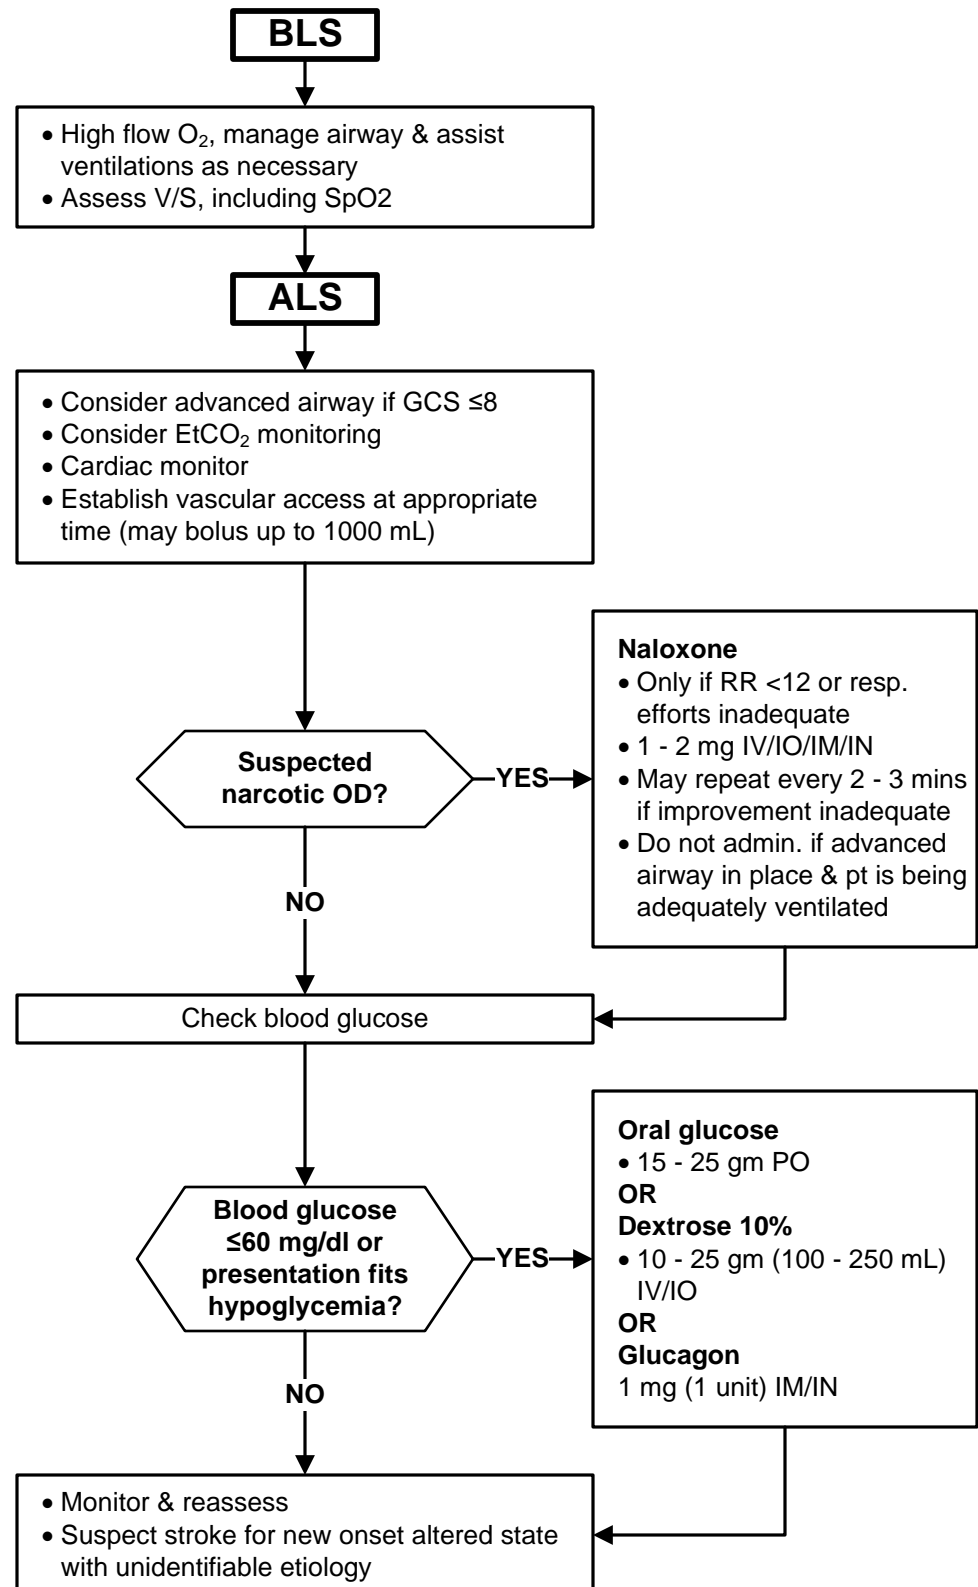 BLS
• High flow O₂, manage airway & assist
ventilations as necessary
• Assess V/S, including SpO2
ALS
• Consider advanced airway if GCS ≤8
• Consider EtCO₂ monitoring
• Cardiac monitor
• Establish vascular access at appropriate
time (may bolus up to 1000 mL)
Suspected
narcotic OD?
YES
Naloxone
• Only if RR <12 or resp.
efforts inadequate
• 1 - 2 mg IV/IO/IM/IN
• May repeat every 2 - 3 mins
if improvement inadequate
• Do not admin. if advanced
airway in place & pt is being
adequately ventilated
NO
Check blood glucose
Blood glucose
≤60 mg/dl or
presentation fits
hypoglycemia?
YES
Oral glucose
• 15 - 25 gm PO
OR
Dextrose 10%
• 10 - 25 gm (100 - 250 mL)
IV/IO
OR
Glucagon
1 mg (1 unit) IM/IN
NO
• Monitor & reassess
• Suspect stroke for new onset altered state
with unidentifiable etiology